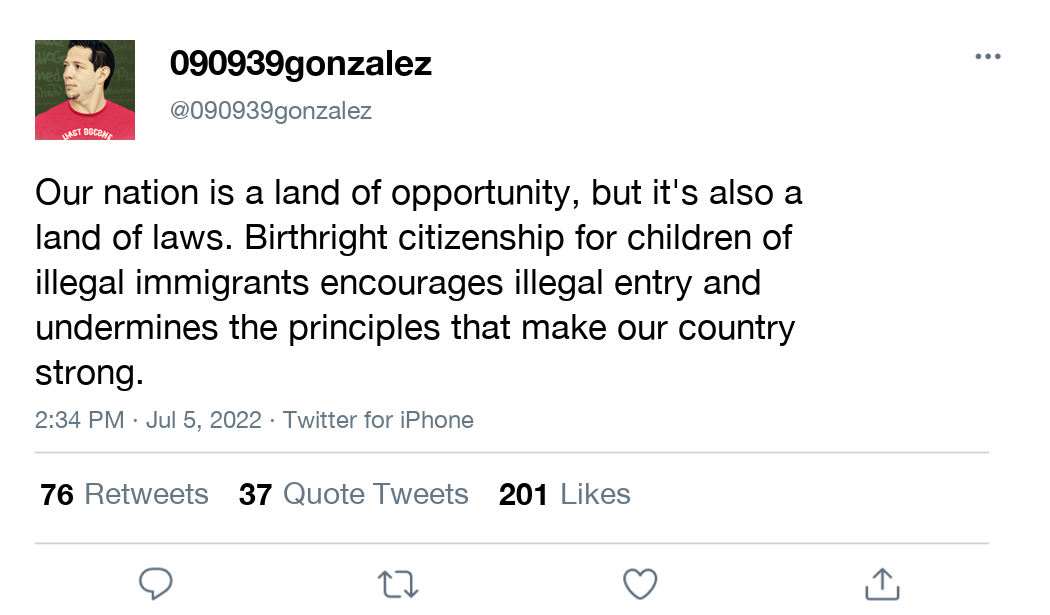 090939gonzalez
@090939gonzalez
Our nation is a land of opportunity, but it's also a
land of laws. Birthright citizenship for children of
illegal immigrants encourages illegal entry and
undermines the principles that make our country
strong.
2:34 PM · Jul 5, 2022 · Twitter for iPhone
76 Retweets 37 Quote Tweets 201 Likes